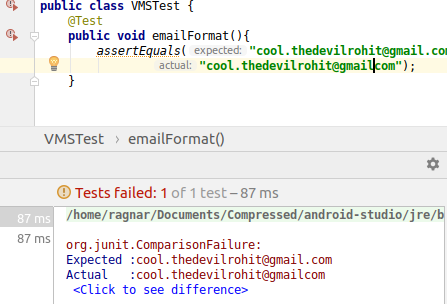 public class VMSTest {
@Test
public void emailFormat(){
assertEquals( expected: "cool.thedevilrohit@gmail.com
actual: "cool.thedevilrohit@gmailcom");
}
VMSTest › emailFormat()
Tests failed: 1 of 1 test – 87 ms
87 ms /home/ragnar/Documents/Compressed/android-studio/jre/b
87 ms
org.junit.ComparisonFailure:
Expected :cool.thedevilrohit@gmail.com
Actual :cool.thedevilrohit@gmailcom
<Click to see difference>